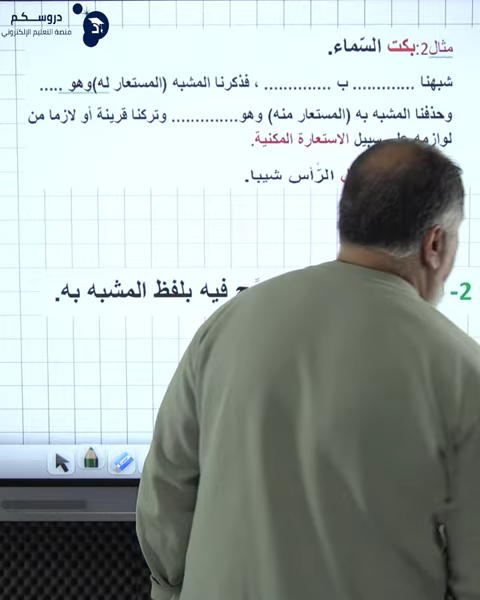 دروسكم
منصة التعليم الإلكتروني
مثال2: بكت السّماء.
شبهنا ............. ب .............. ، فذكرنا المشبه (المستعار له)وهو .....
وحذفنا المشبه به (المستعار منه) وهو.............. وتركنا قرينة أو لازما من
لوازمه على سبيل الاستعارة المكنية.
الرّأس شيبا.
2-
فيه بلفظ المشبه به.